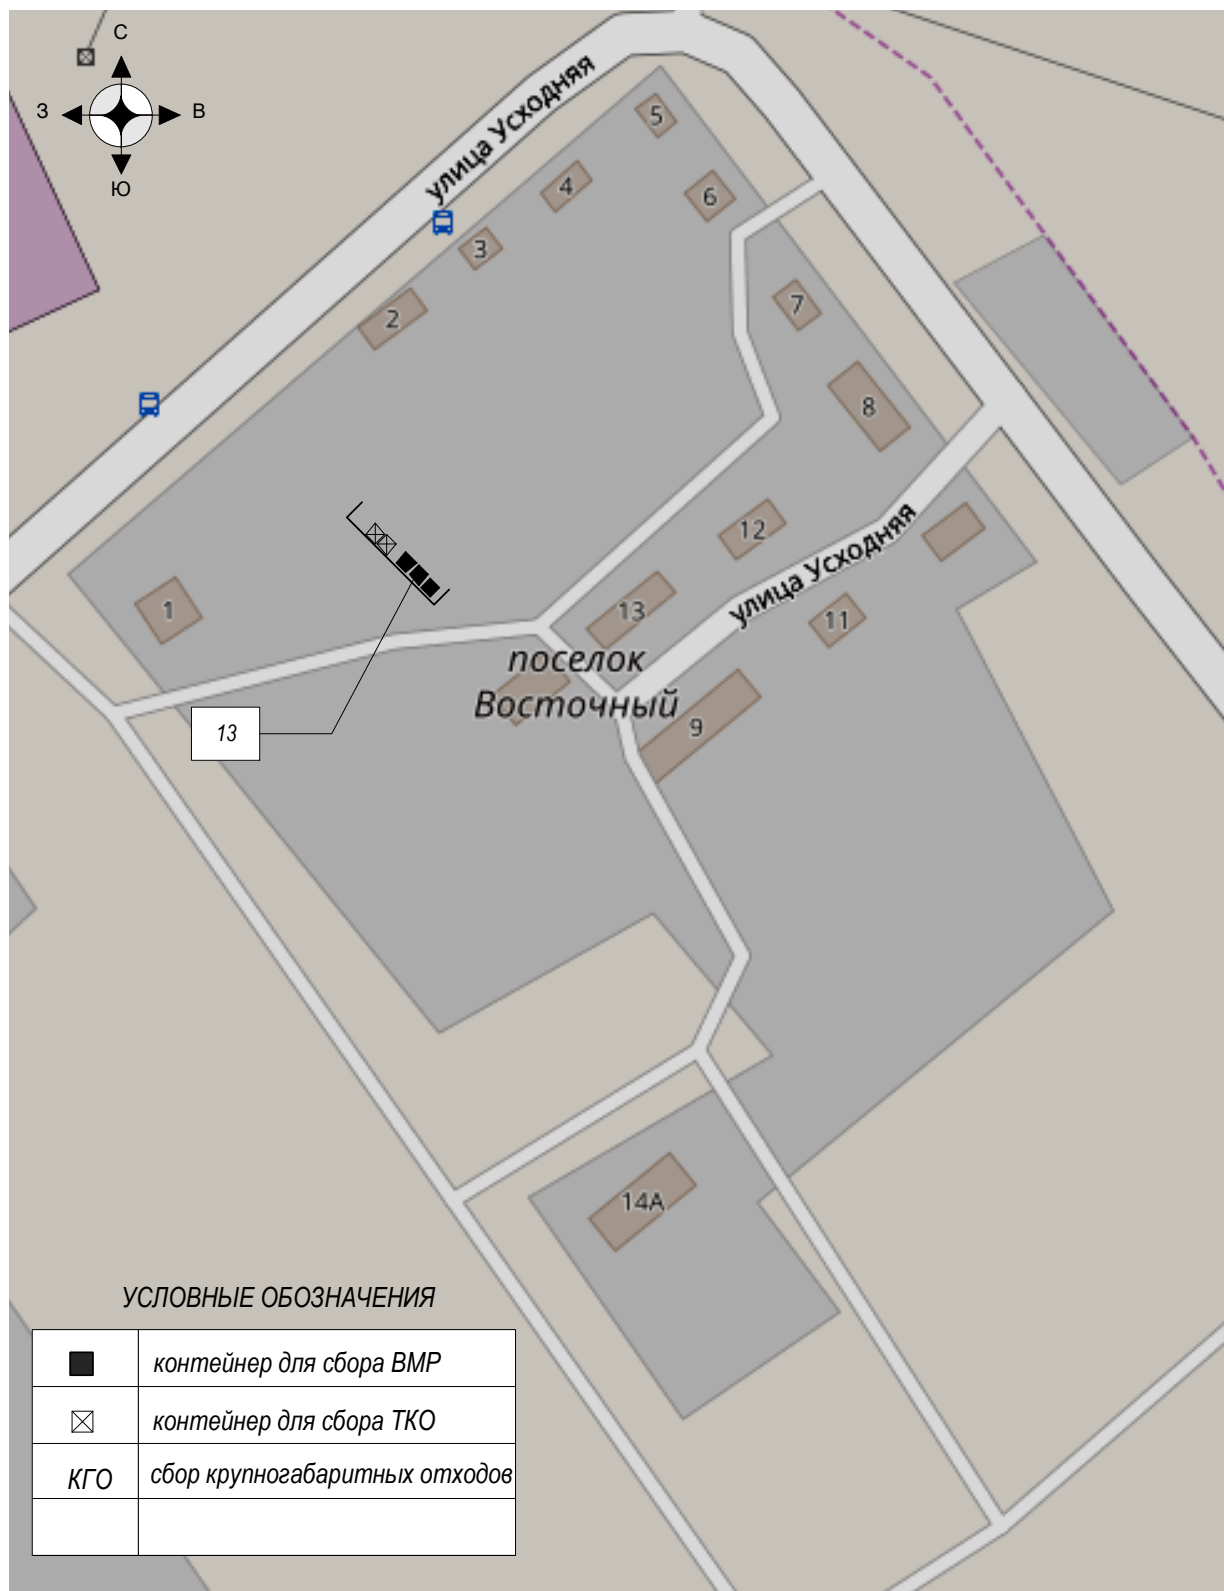 С
З
В
Ю
улица Усходняя
5
4
6
3
2
7
8
12
улица Усходняя
1
13
11
поселок
Восточный
9
13
14А
УСЛОВНЫЕ ОБОЗНАЧЕНИЯ
контейнер для сбора ВМР
контейнер для сбора ТКО
КГО сбор крупногабаритных отходов